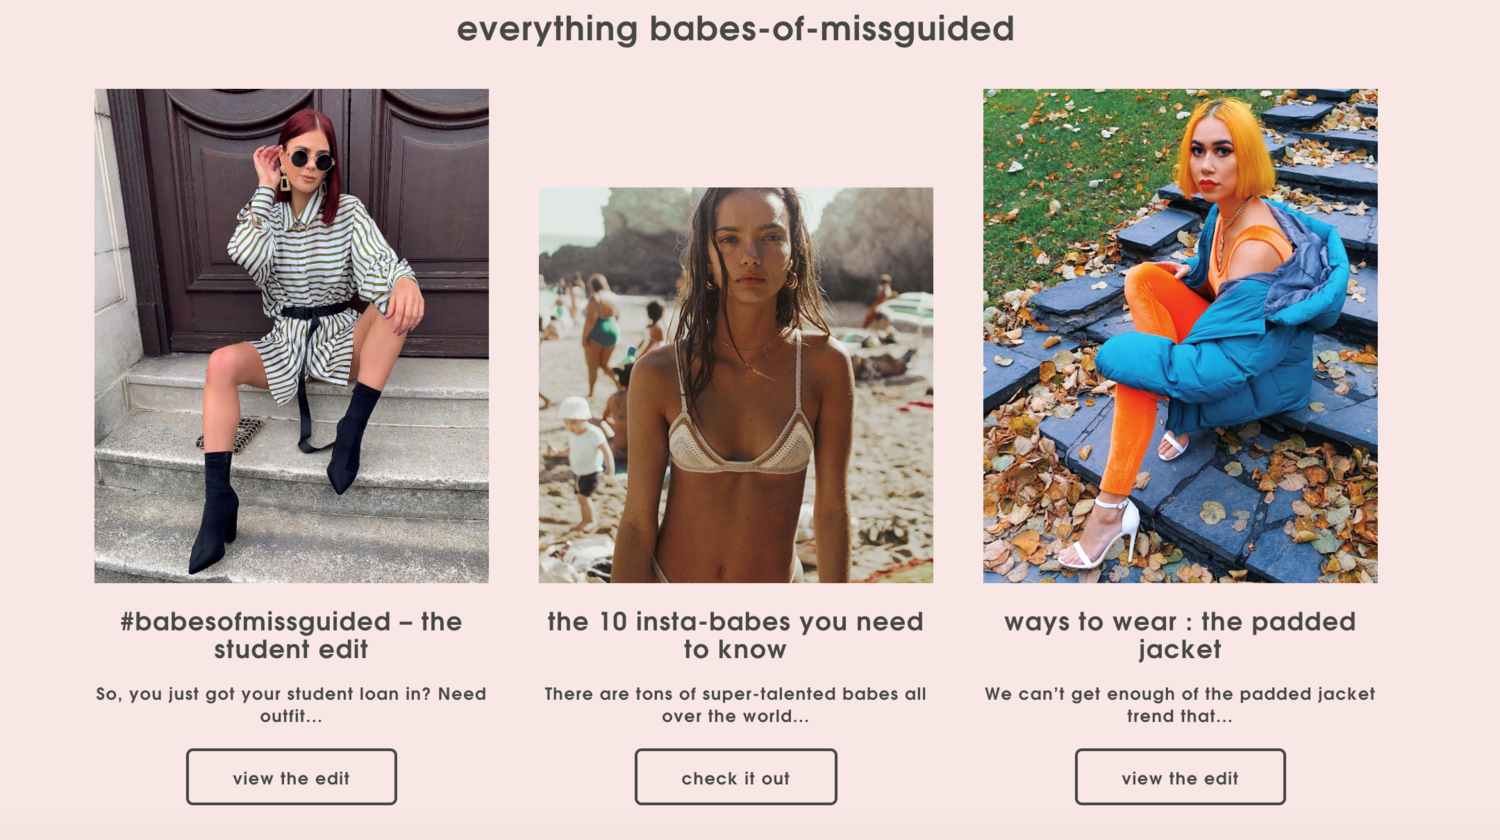 everything babes-of-missguided
#babesofmissguided – the
student edit
So, you just got your student loan in? Need
outfit...
view the edit
the 10 insta-babes you need
to know
There are tons of super-talented babes all
over the world...
check it out
ways to wear : the padded
jacket
We can’t get enough of the padded jacket
trend that...
view the edit